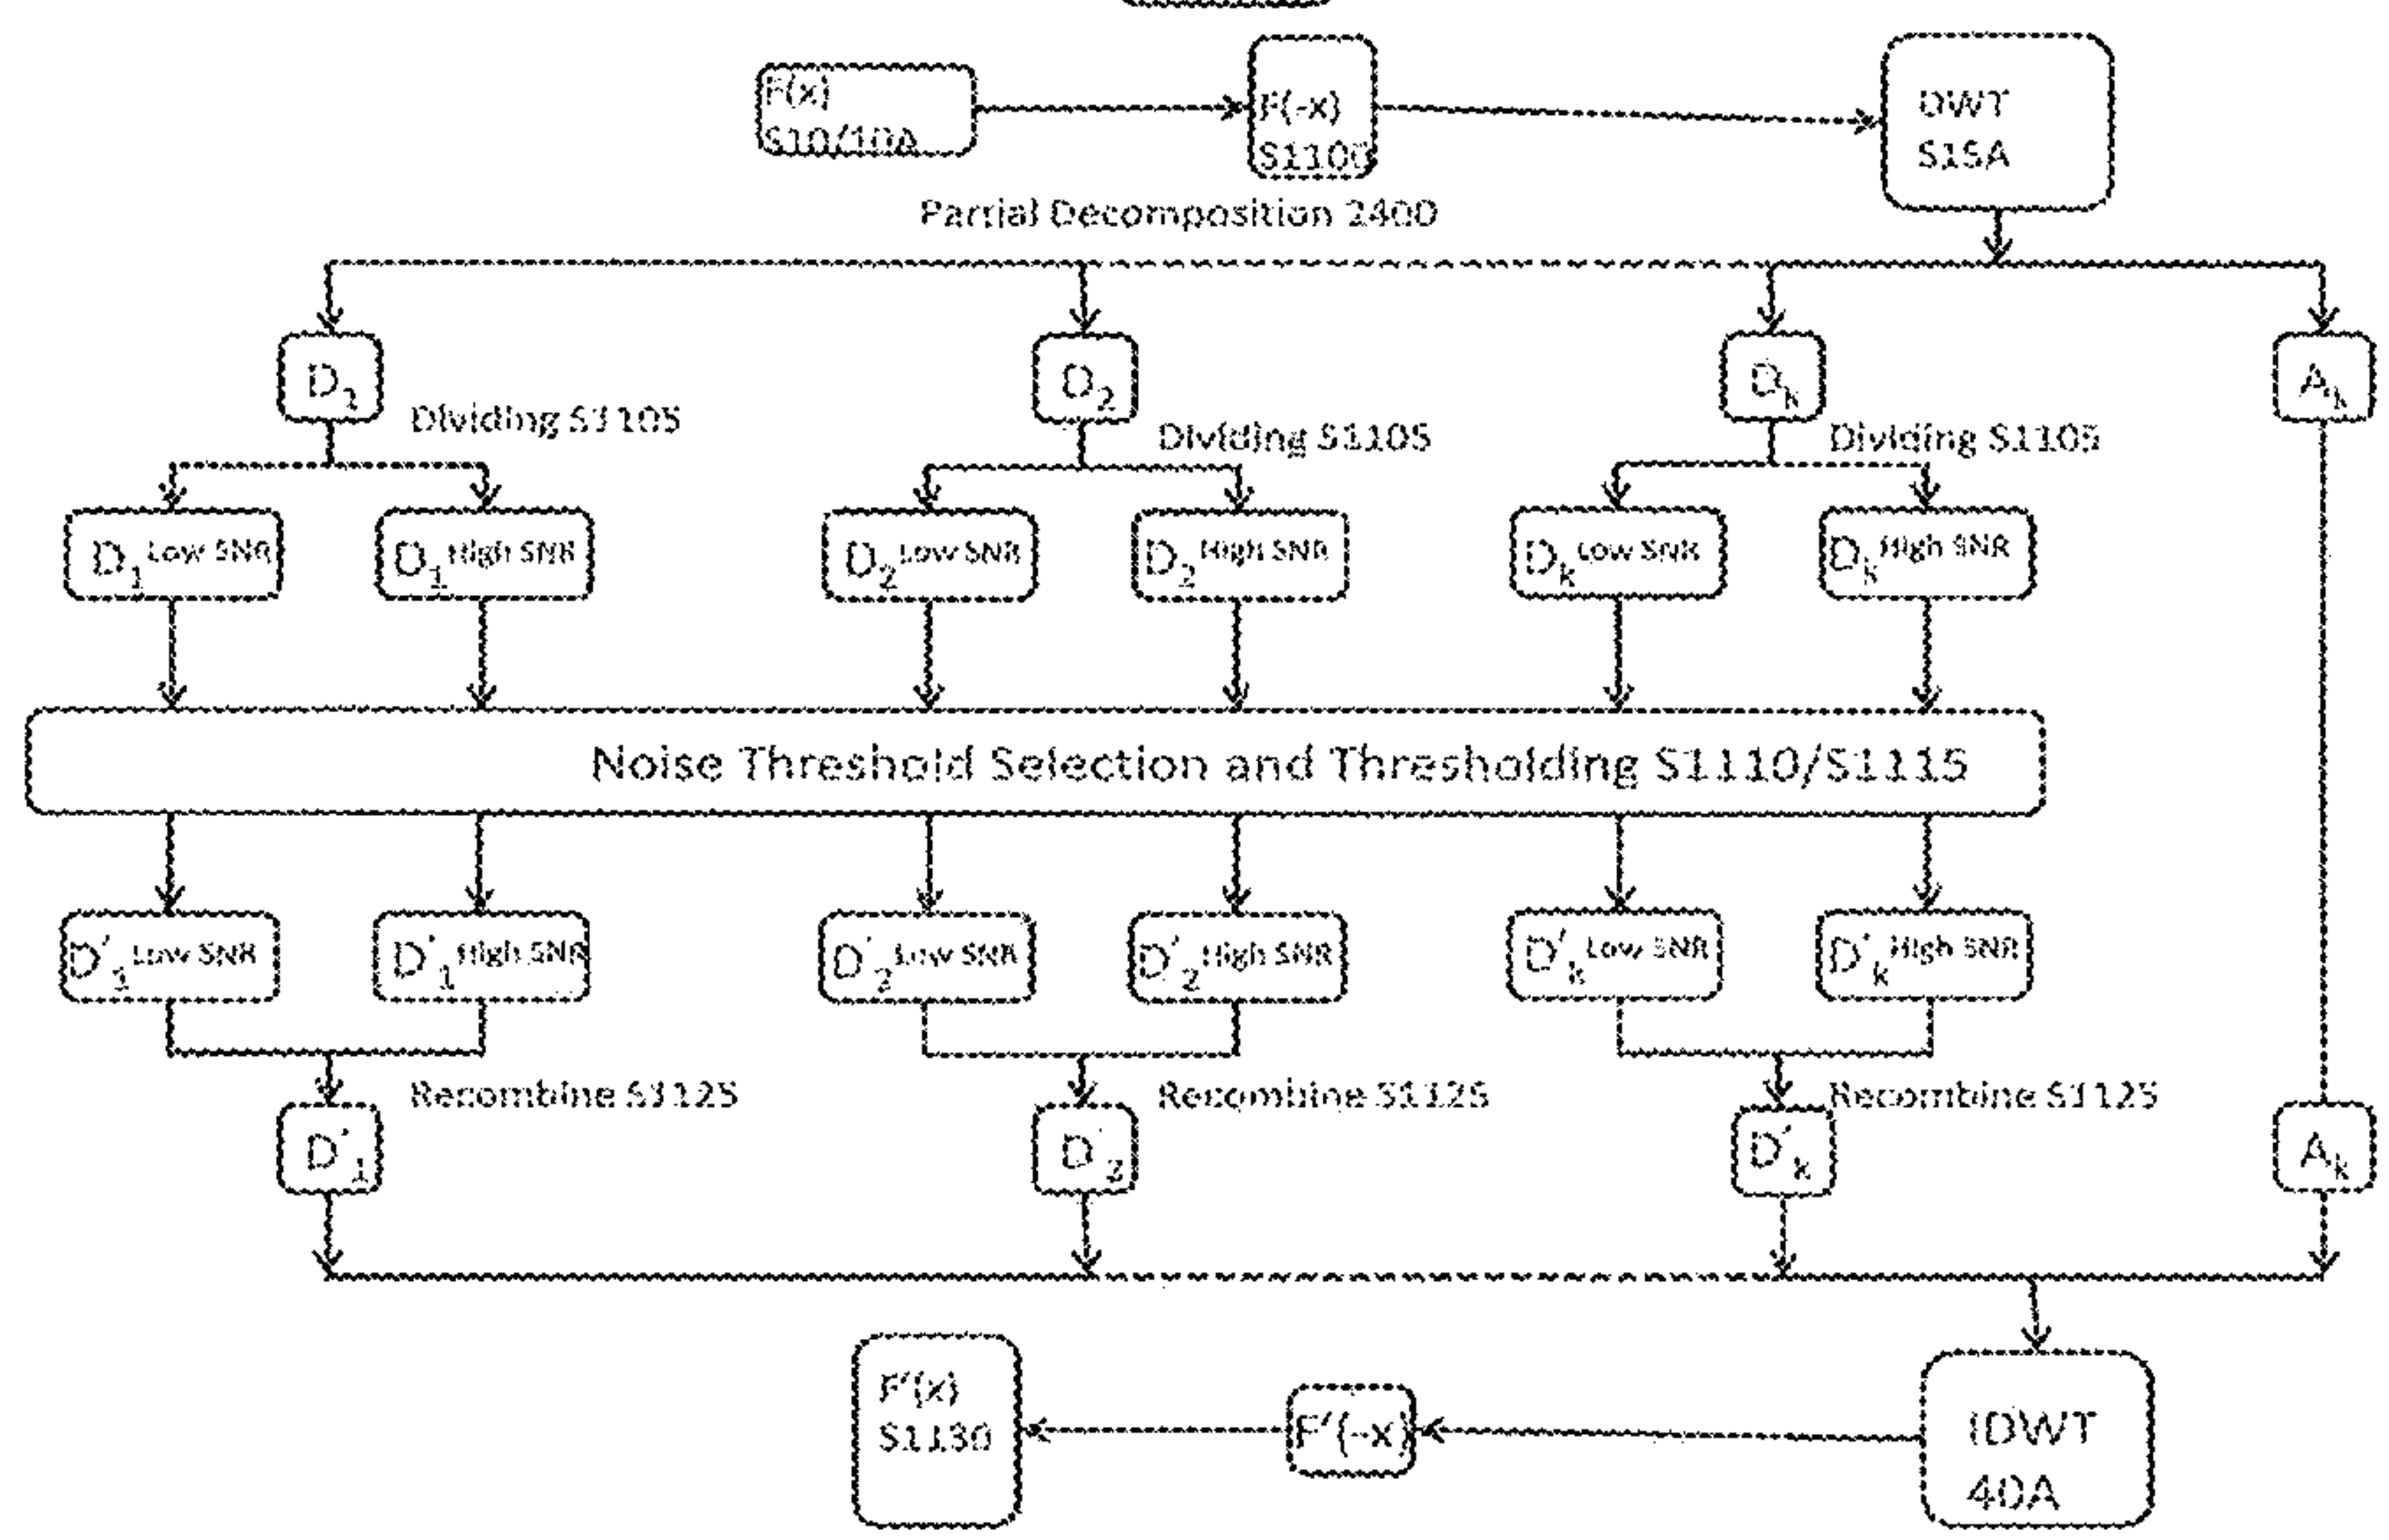 F(x)
S10/10A
F(-x)
S1100
DWT
S15A
Partial Decomposition 2400
D1
D2
Dk
Ak
Dividing S1105
Dividing S1105
Dividing S1105
D1 Low SNR
D1 High SNR
D2 Low SNR
D2 High SNR
Dk Low SNR
Dk High SNR
Noise Threshold Selection and Thresholding S1110/S1115
D′1 Low SNR
D′1 High SNR
D′2 Low SNR
D′2 High SNR
D′k Low SNR
D′k High SNR
Recombine S1125
Recombine S1125
Recombine S1125
D′1
D′2
D′k
Ak
F′(x)
S1130
F′(-x)
IDWT
40A